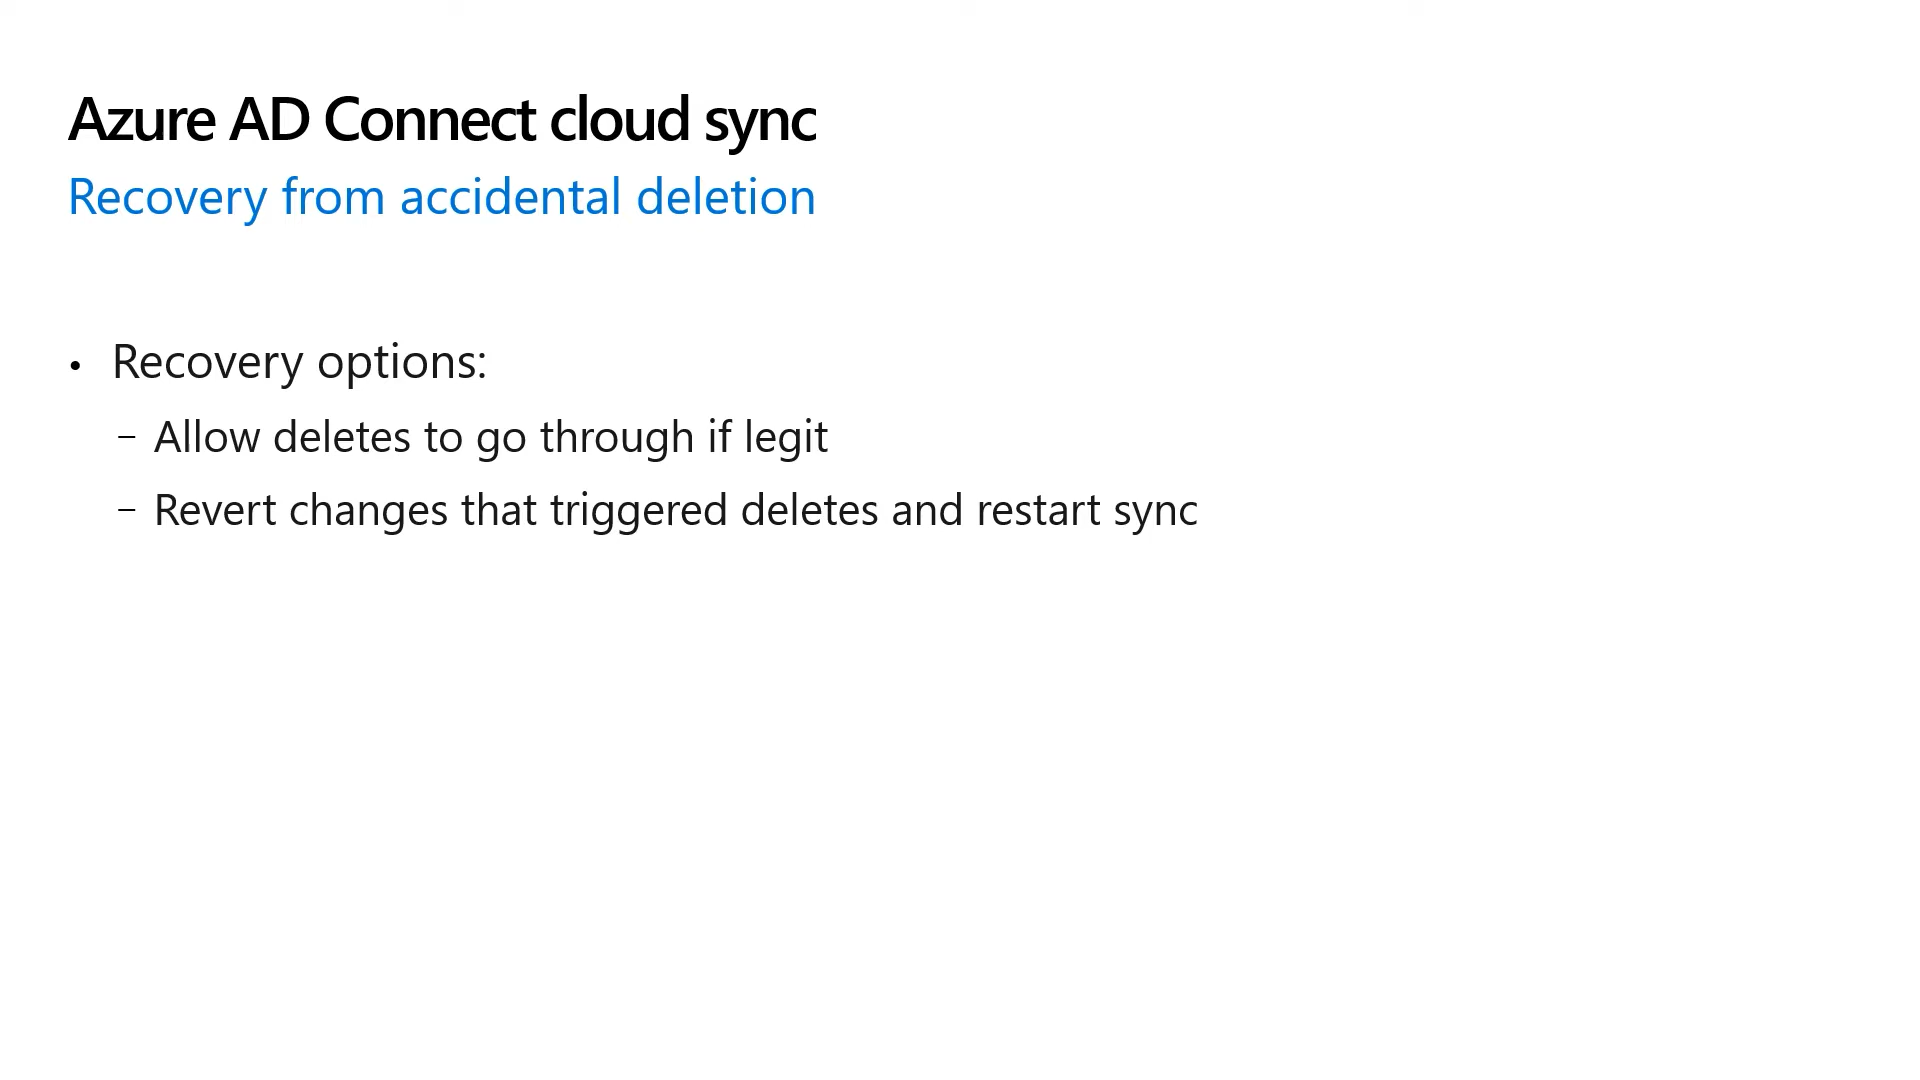 Azure AD Connect cloud sync
Recovery from accidental deletion
• Recovery options:
– Allow deletes to go through if legit
– Revert changes that triggered deletes and restart sync